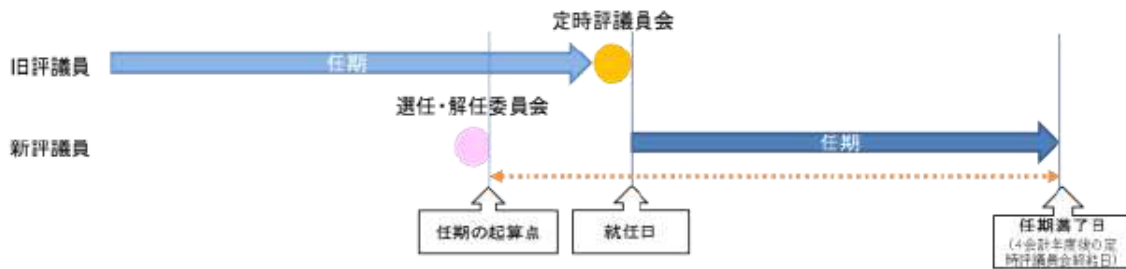 定時評議員会
旧評議員
任期
選任・解任委員会
新評議員
任期
任期の起算点
就任日
任期満了日
（4会計年度後の定
時評議員会終結日）